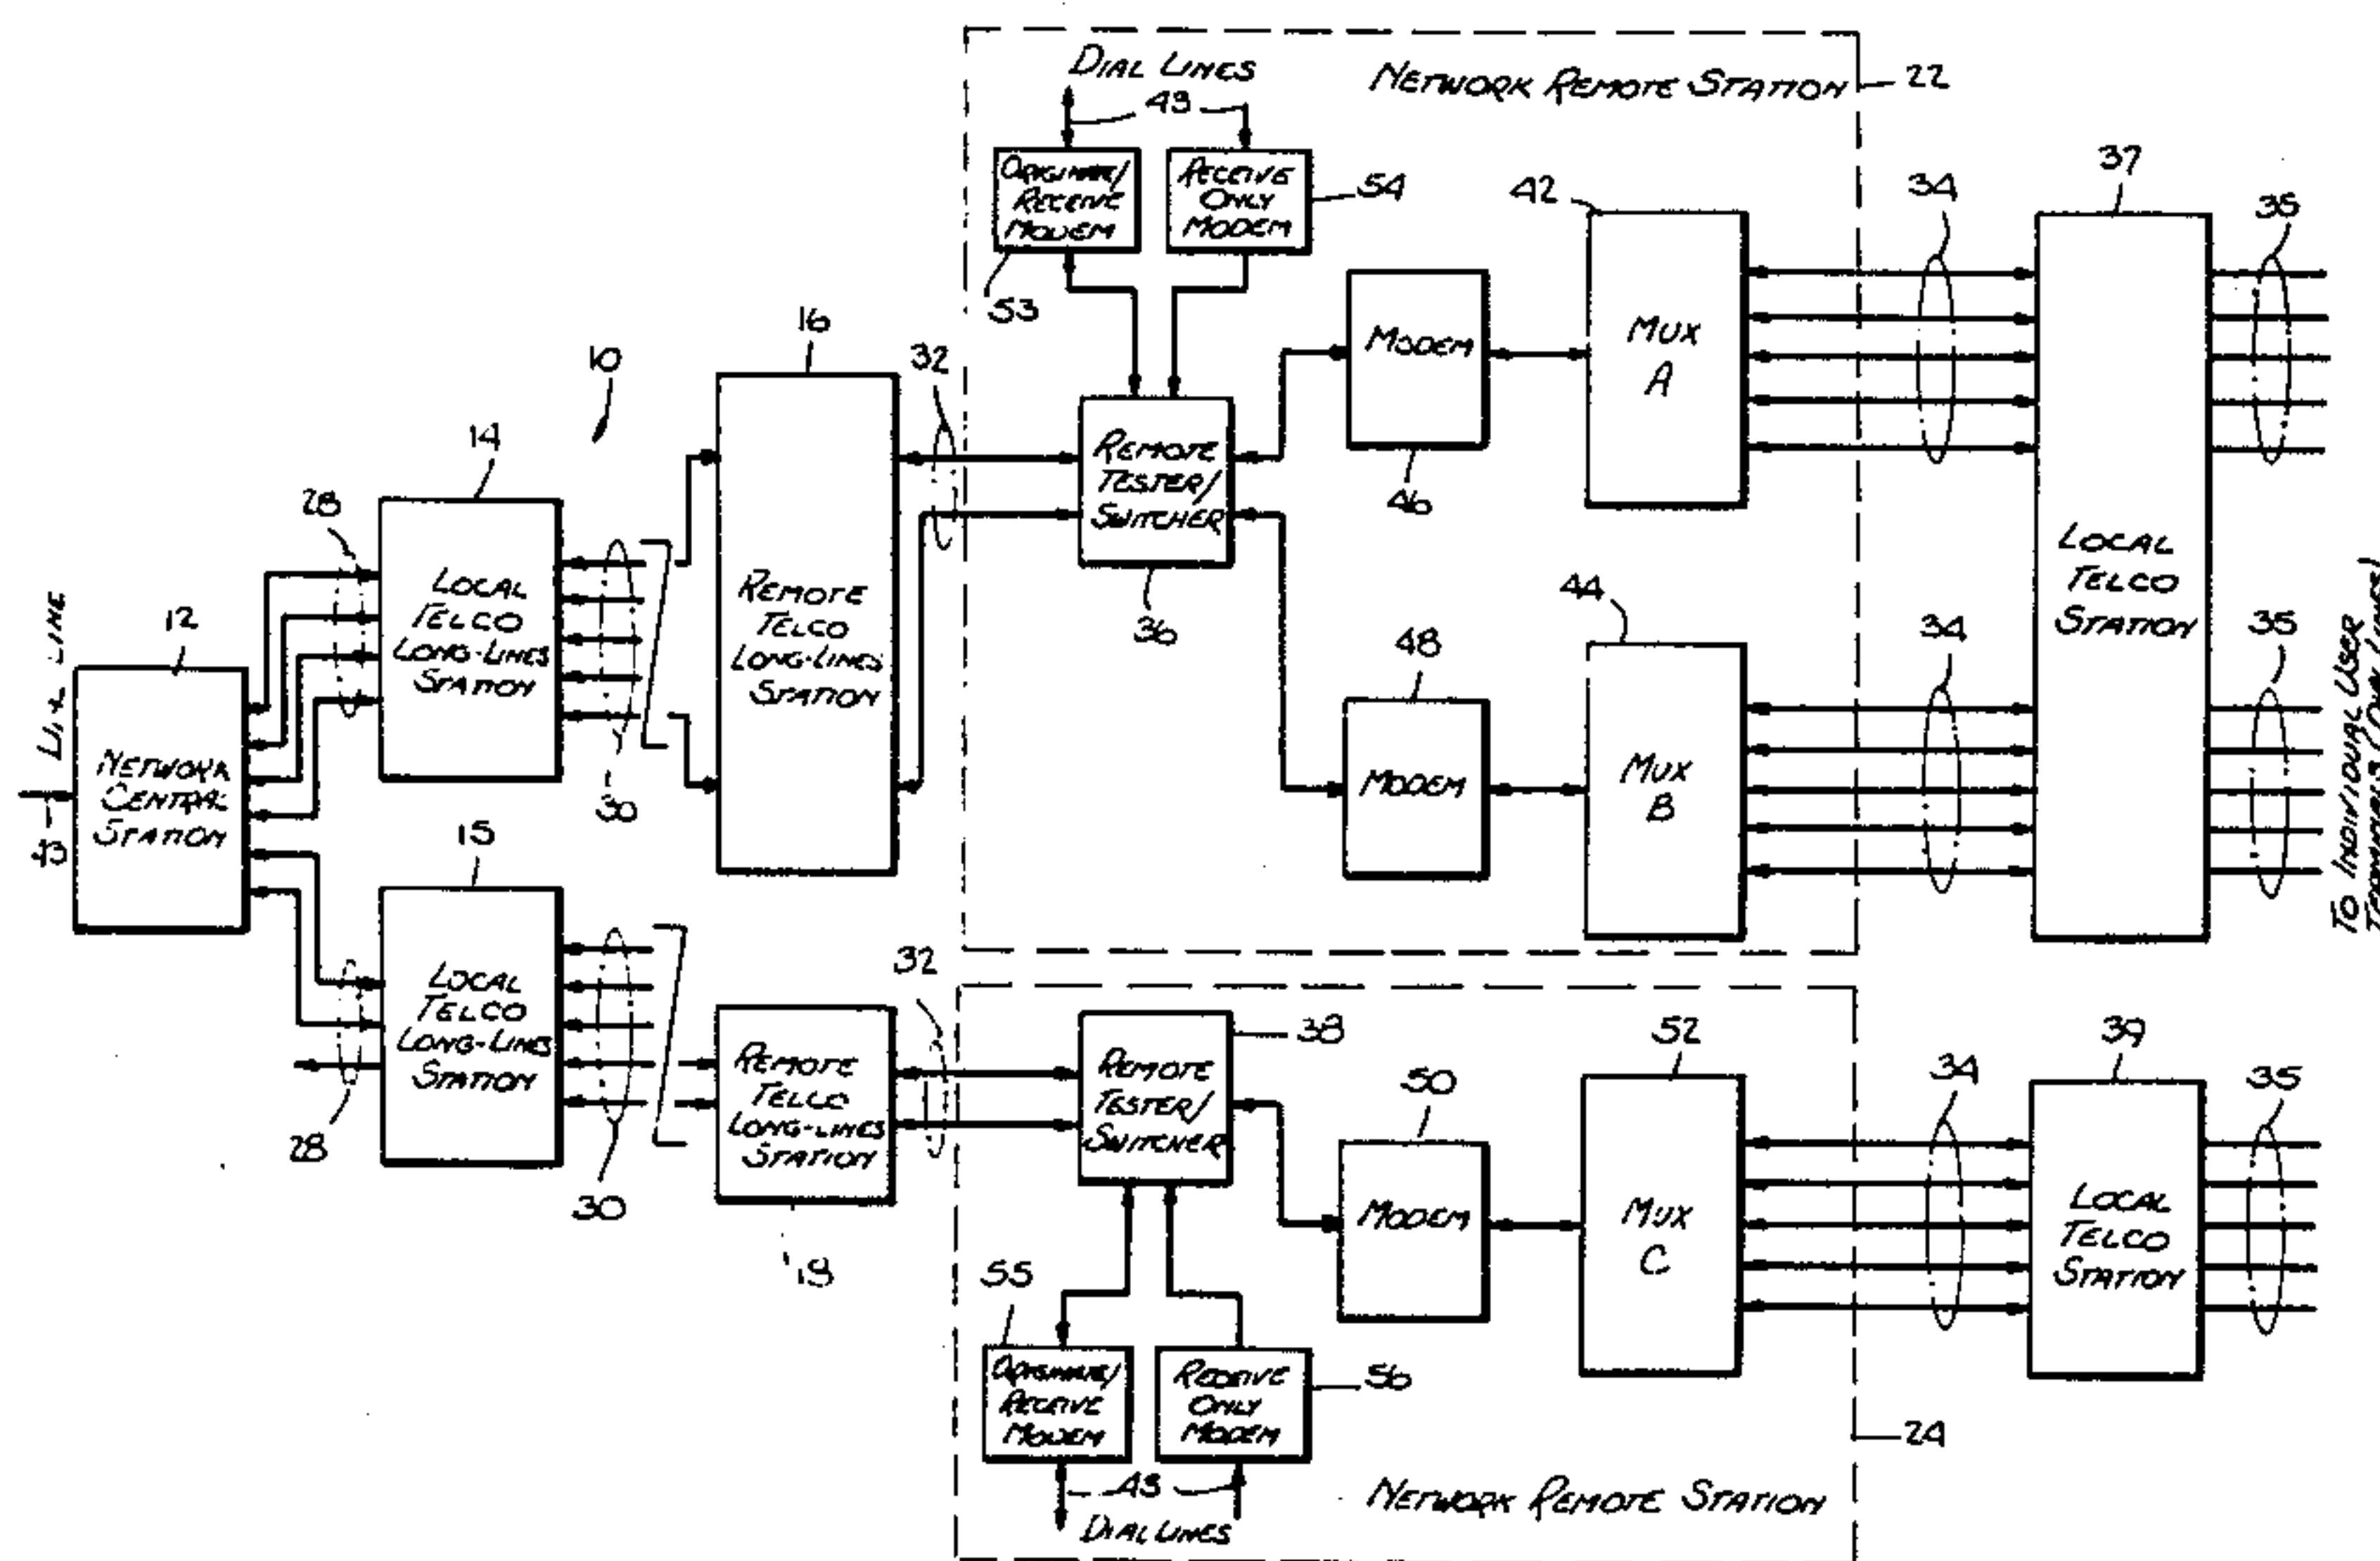 DIAL LINES
43
NETWORK REMOTE STATION
22
ORIGINATE/
RECEIVE
MODEM
53
RECEIVE
ONLY
MODEM
54
42
MUX
A
34
37
35
16
10
32
MODEM
46
REMOTE
TESTER/
SWITCHER
36
14
28
LOCAL
TELCO
LONG-LINES
STATION
30
REMOTE
TELCO
LONG-LINES
STATION
LOCAL
TELCO
STATION
44
MUX
B
34
35
48
MODEM
LINE
12
NETWORK
CENTRAL
STATION
TO INDIVIDUAL USER
15
LOCAL
TELCO
LONG-LINES
STATION
28
30
32
REMOTE
TELCO
LONG-LINES
STATION
REMOTE
TESTER/
SWITCHER
38
50
MODEM
52
MUX
C
34
39
LOCAL
TELCO
STATION
35
55
ORIGINATE/
RECEIVE
MODEM
RECEIVE
ONLY
MODEM
56
43
DIAL LINES
24
NETWORK REMOTE STATION